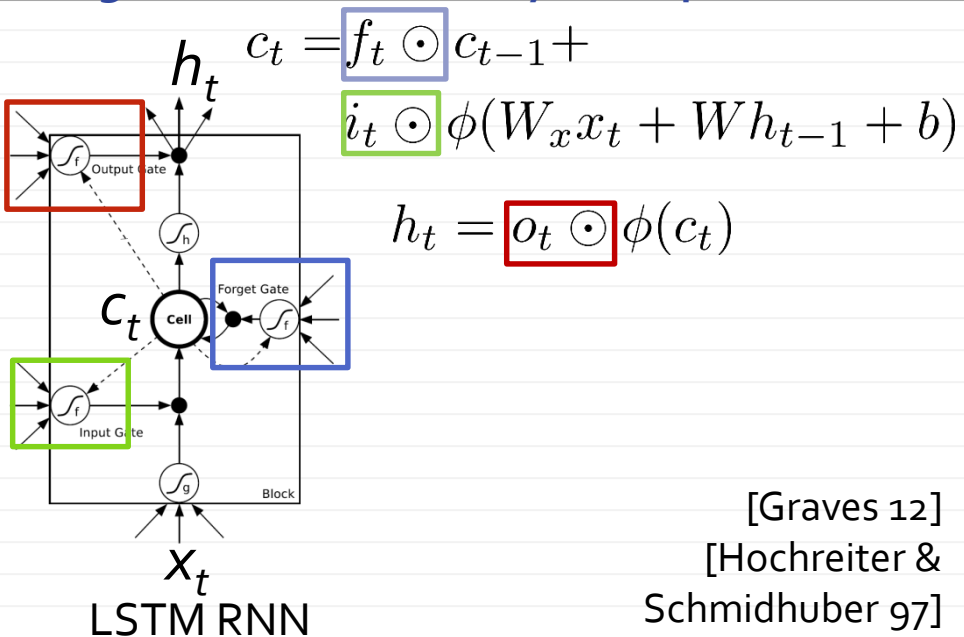 c_t = f_t ⊙ c_{t-1} +
h_t
i_t ⊙ ϕ(W_x x_t + W h_{t-1} + b)
f
Output Gate
h_t = o_t ⊙ ϕ(c_t)
h
Forget Gate
c_t
Cell
f
f
Input Gate
g
Block
x_t
LSTM RNN
[Graves 12]
[Hochreiter &
Schmidhuber 97]